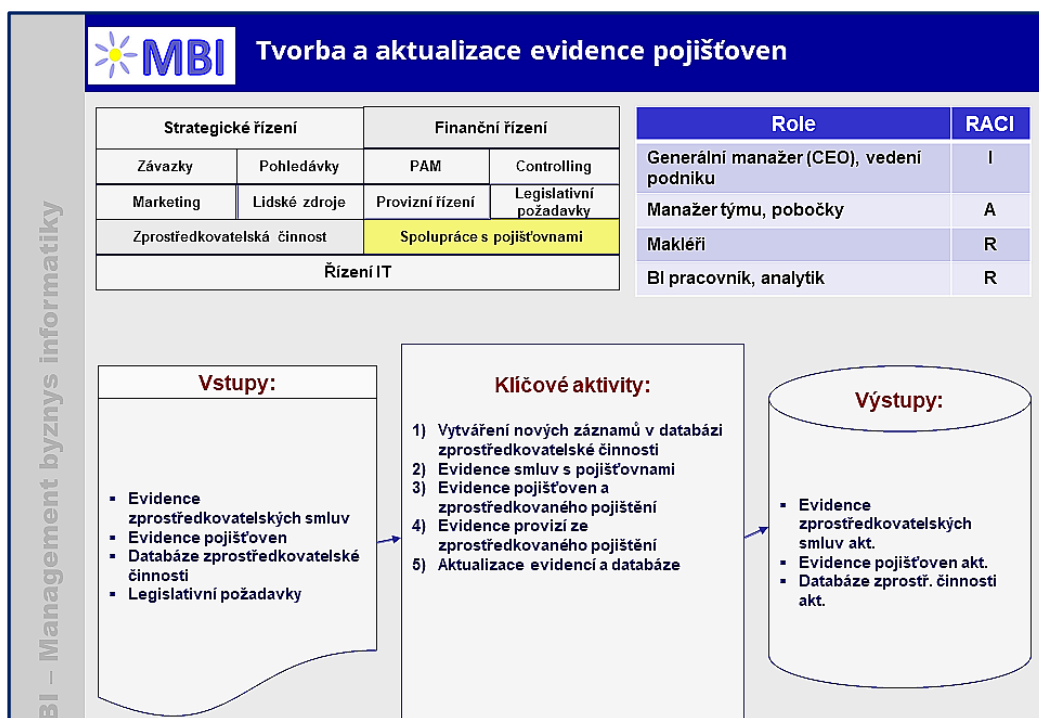 MBI
Tvorba a aktualizace evidence pojišťoven
Strategické řízení
Finanční řízení
Závazky
Pohledávky
PAM
Controlling
Marketing
Lidské zdroje
Provizní řízení
Legislativní
požadavky
Zprostředkovatelská činnost
Spolupráce s pojišťovnami
Řízení IT
Role
RACI
Generální manažer (CEO), vedení
podniku
I
Manažer týmu, pobočky
A
Makléři
R
BI pracovník, analytik
R
BI – Management byznys informatiky
Vstupy:
▪ Evidence
zprostředkovatelských smluv
▪ Evidence pojišťoven
▪ Databáze zprostředkovatelské
činnosti
▪ Legislativní požadavky
Klíčové aktivity:
1) Vytváření nových záznamů v databázi
zprostředkovatelské činnosti
2) Evidence smluv s pojišťovnami
3) Evidence pojišťoven a
zprostředkovaného pojištění
4) Evidence provizí ze
zprostředkovaného pojištění
5) Aktualizace evidencí a databáze
Výstupy:
▪ Evidence
zprostředkovatelských
smluv akt.
▪ Evidence pojišťoven akt.
▪ Databáze zprostř. činnosti
akt.